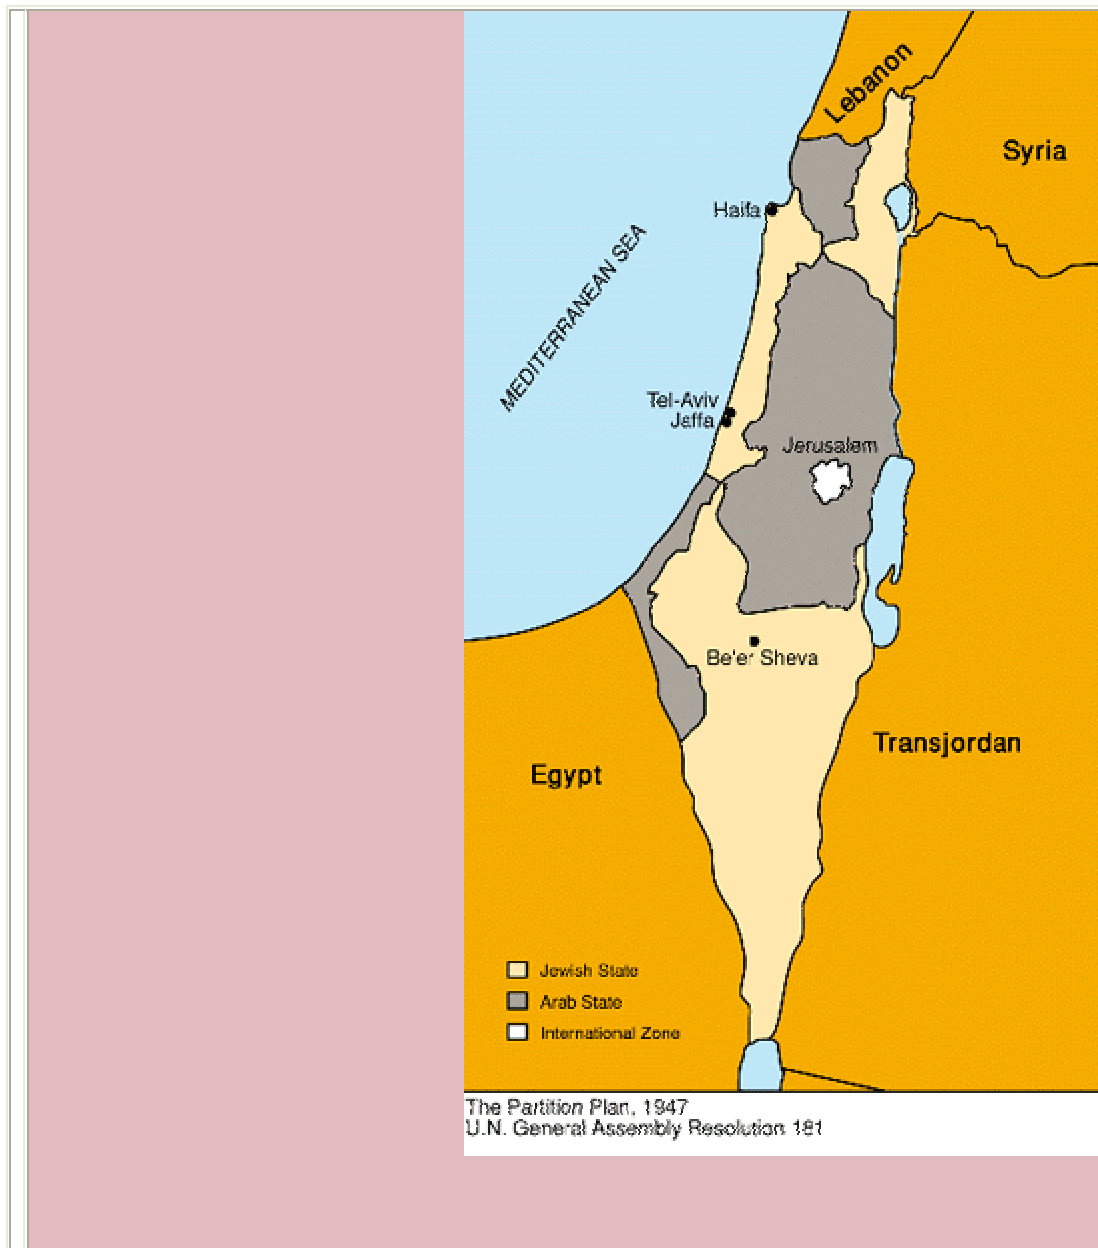 Lebanon
Syria
Haifa
MEDITERRANEAN SEA
Tel-Aviv
Jaffa
Jerusalem
Be'er Sheva
Transjordan
Egypt
Jewish State
Arab State
International Zone
The Partition Plan, 1947
U.N. General Assembly Resolution 181